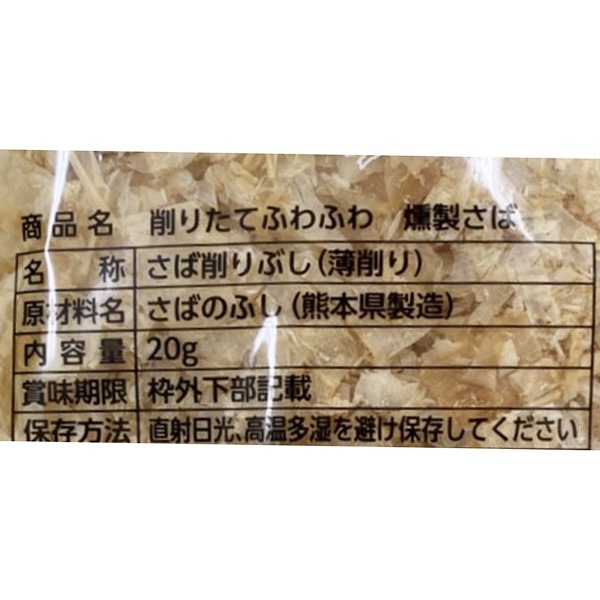 商品名 削りたてふわふわ 燻製さば
名称 さば削りぶし(薄削り)
原材料名 さばのふし(熊本県製造)
内容量 20g
賞味期限 枠外下部記載
保存方法 直射日光、高温多湿を避け保存してください